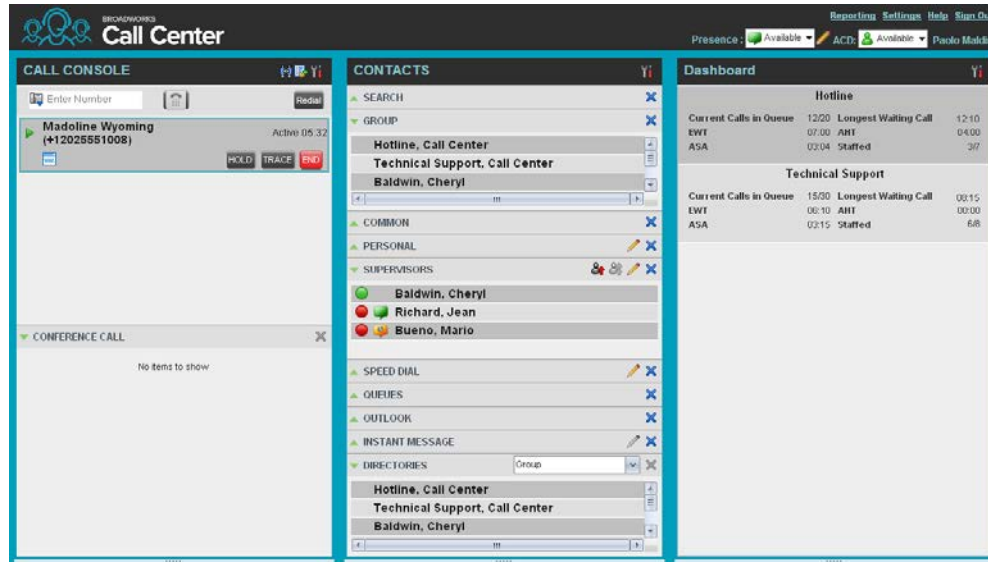 BROADWORKS
Call Center
Reporting Settings Help Sign Ou
Presence: Available ACD: Available Paolo Maldi
CALL CONSOLE
Enter Number
Redial
Madoline Wyoming
(+12025551008)
Active 05:32
HOLD TRACE END
CONFERENCE CALL
No items to show
CONTACTS
SEARCH
GROUP
Hotline, Call Center
Technical Support, Call Center
Baldwin, Cheryl
COMMON
PERSONAL
SUPERVISORS
Baldwin, Cheryl
Richard, Jean
Bueno, Mario
SPEED DIAL
QUEUES
OUTLOOK
INSTANT MESSAGE
DIRECTORIES Group
Hotline, Call Center
Technical Support, Call Center
Baldwin, Cheryl
Dashboard
Hotline
Current Calls in Queue 12/20 Longest Waiting Call 12:10
EWT 07:00 AHT 04:00
ASA 03:04 Staffed 3/7
Technical Support
Current Calls in Queue 15/30 Longest Waiting Call 08:15
EWT 06:10 AHT 00:00
ASA 03:15 Staffed 6/8